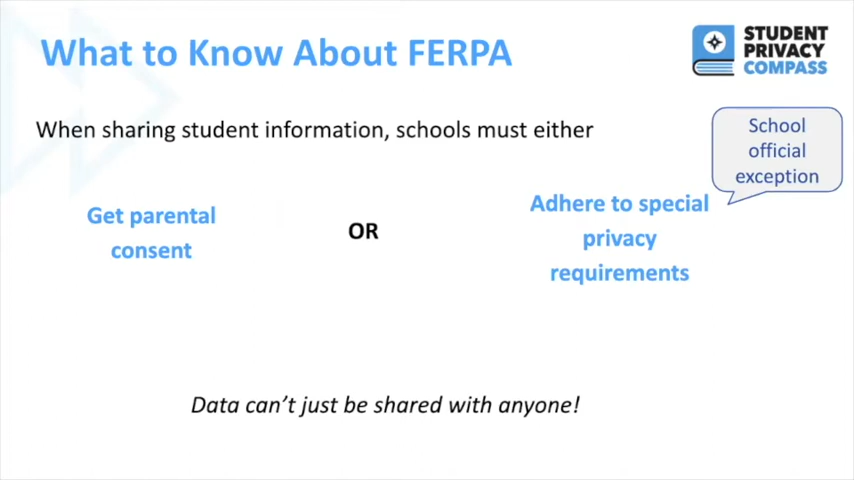 What to Know About FERPA
STUDENT
PRIVACY
COMPASS
When sharing student information, schools must either
School
official
exception
Get parental
consent
OR
Adhere to special
privacy
requirements
Data can't just be shared with anyone!